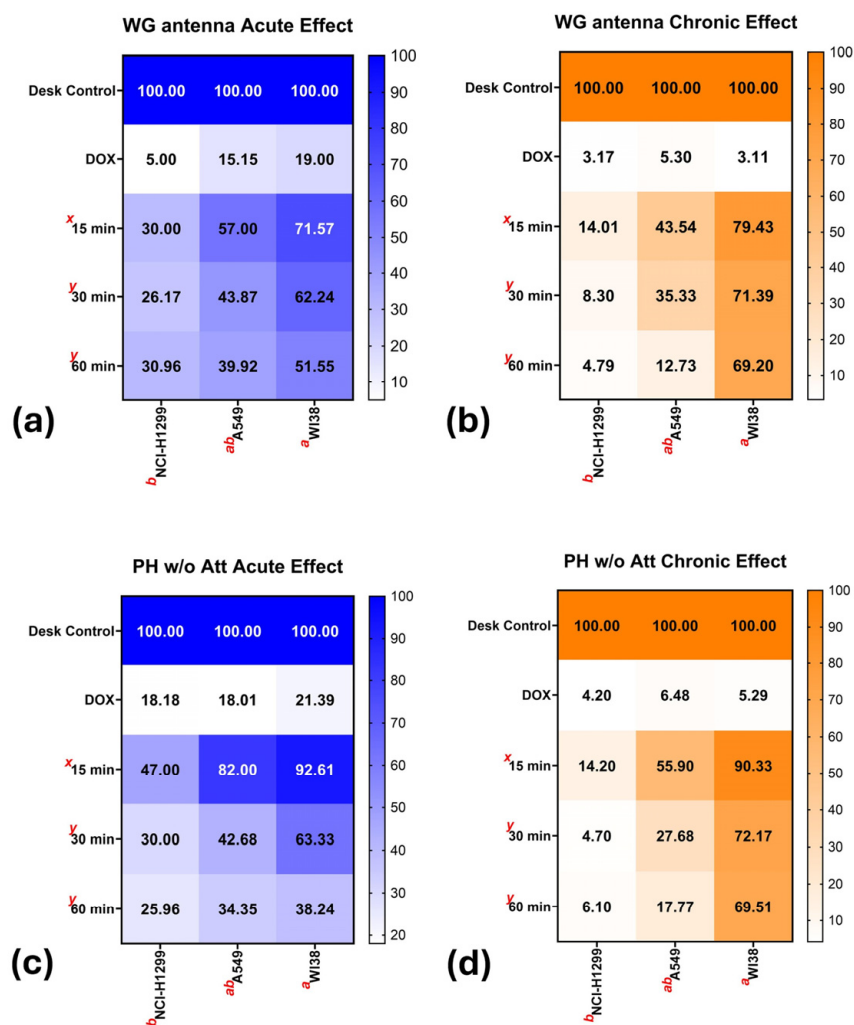 WG antenna Acute Effect
100
90
80
70
60
50
40
30
20
10
Desk Control 100.00 100.00 100.00
DOX 5.00 15.15 19.00
x 15 min 30.00 57.00 71.57
y 30 min 26.17 43.87 62.24
y 60 min 30.96 39.92 51.55
(a)
b NCI-H1299
ab A549
a WI38
WG antenna Chronic Effect
100
90
80
70
60
50
40
30
20
10
Desk Control 100.00 100.00 100.00
DOX 3.17 5.30 3.11
x 15 min 14.01 43.54 79.43
y 30 min 8.30 35.33 71.39
y 60 min 4.79 12.73 69.20
(b)
b NCI-H1299
ab A549
a WI38
PH w/o Att Acute Effect
100
90
80
70
60
50
40
30
20
Desk Control 100.00 100.00 100.00
DOX 18.18 18.01 21.39
x 15 min 47.00 82.00 92.61
y 30 min 30.00 42.68 63.33
y 60 min 25.96 34.35 38.24
(c)
b NCI-H1299
ab A549
a WI38
PH w/o Att Chronic Effect
100
90
80
70
60
50
40
30
20
10
Desk Control 100.00 100.00 100.00
DOX 4.20 6.48 5.29
x 15 min 14.20 55.90 90.33
y 30 min 4.70 27.68 72.17
y 60 min 6.10 17.77 69.51
(d)
b NCI-H1299
ab A549
a WI38